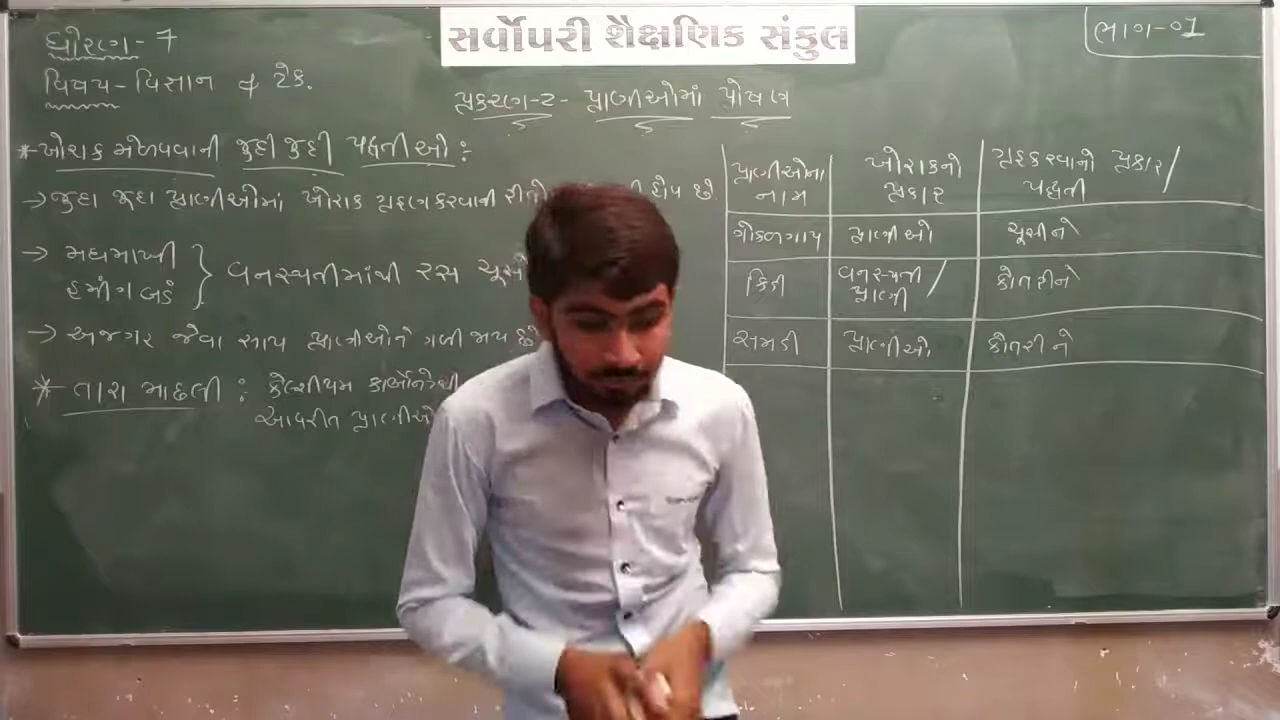 સર્વોપરી શૈક્ષણિક સંકુલ
ધોરણ-7
ભાગ-01
વિષય-વિજ્ઞાન & ટેક.
પ્રકરણ-2- પ્રાણીઓમાં પોષણ
*ખોરાક મેળવવાની જુદી જુદી પદ્ધતીઓ:
→જુદા જુદા પ્રાણીઓમાં ખોરાક ગ્રહણ કરવાની રીતો હોય છે.
→ મધમાખી
હમીંગ બર્ડ } વનસ્પતીમાંથી રસ ચૂસે
→ અજગર જેવા સાપ પ્રાણીઓને ગળી જાય છે
* તારા માછલી : કેલ્શીયમ કાર્બોનેટથી
આવરીત પ્રાણીઓ
પ્રાણીઓના નામ ખોરાકનો પ્રકાર ગ્રહણ કરવાનો પ્રકાર/ પદ્ધતી
ગોકળગાય પ્રાણીઓ ચૂસીને
કિડી વનસ્પતી/ પ્રાણી કોતરીને
સમડી પ્રાણીઓ કોતરીને